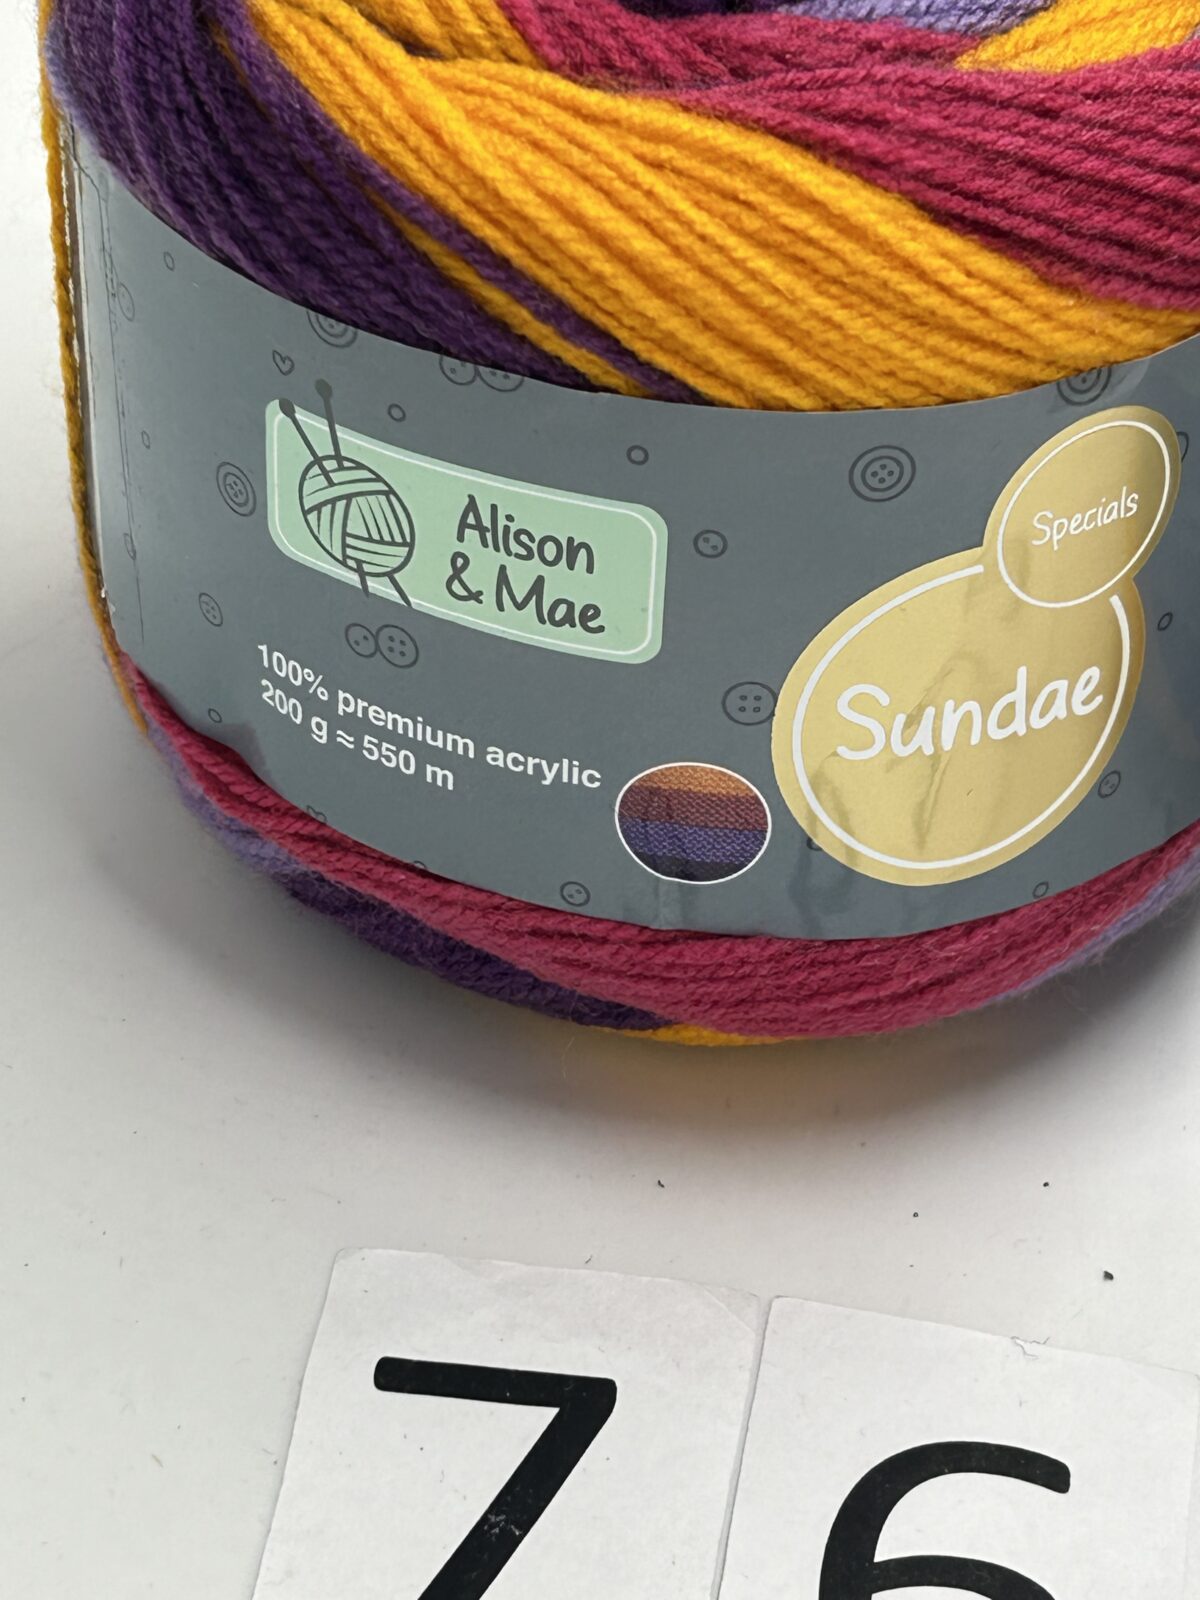 Alison
& Mae
100% premium acrylic
200 g ≈ 550 m
Specials
Sundae
7 6